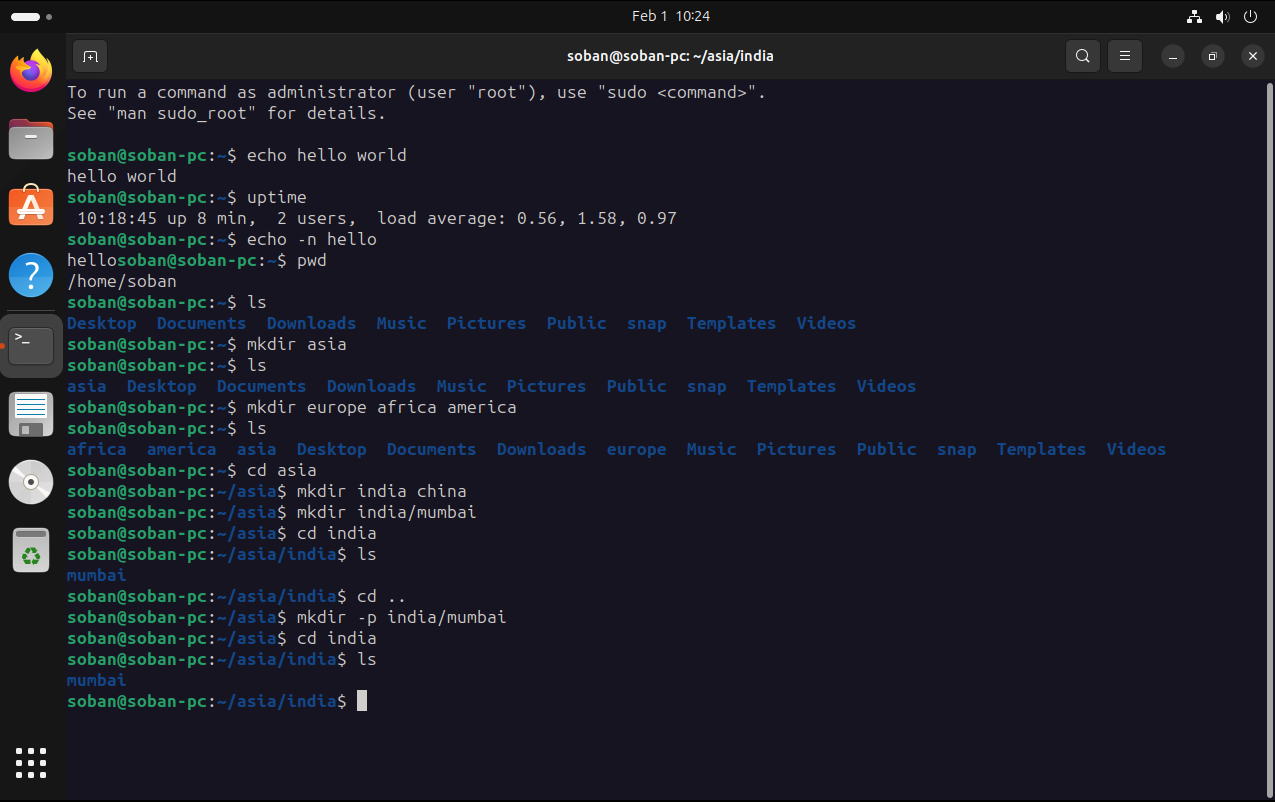 Feb 1 10:24
soban@soban-pc: ~/asia/india
To run a command as administrator (user "root"), use "sudo <command>".
See "man sudo_root" for details.
soban@soban-pc:~$ echo hello world
hello world
soban@soban-pc:~$ uptime
 10:18:45 up 8 min,  2 users,  load average: 0.56, 1.58, 0.97
soban@soban-pc:~$ echo -n hello
hellosoban@soban-pc:~$ pwd
/home/soban
soban@soban-pc:~$ ls
Desktop  Documents  Downloads  Music  Pictures  Public  snap  Templates  Videos
soban@soban-pc:~$ mkdir asia
soban@soban-pc:~$ ls
asia  Desktop  Documents  Downloads  Music  Pictures  Public  snap  Templates  Videos
soban@soban-pc:~$ mkdir europe africa america
soban@soban-pc:~$ ls
africa  america  asia  Desktop  Documents  Downloads  europe  Music  Pictures  Public  snap  Templates  Videos
soban@soban-pc:~$ cd asia
soban@soban-pc:~/asia$ mkdir india china
soban@soban-pc:~/asia$ mkdir india/mumbai
soban@soban-pc:~/asia$ cd india
soban@soban-pc:~/asia/india$ ls
mumbai
soban@soban-pc:~/asia/india$ cd ..
soban@soban-pc:~/asia$ mkdir -p india/mumbai
soban@soban-pc:~/asia$ cd india
soban@soban-pc:~/asia/india$ ls
mumbai
soban@soban-pc:~/asia/india$